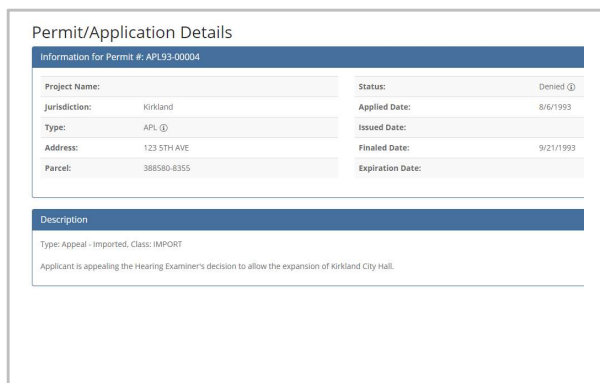 Permit/Application Details
Information for Permit #: APL93-00004
Project Name:
Jurisdiction: Kirkland
Type: APL
Address: 123 5TH AVE
Parcel: 388580-8355
Status: Denied
Applied Date: 8/6/1993
Issued Date:
Finaled Date: 9/21/1993
Expiration Date:
Description
Type: Appeal - Imported, Class: IMPORT
Applicant is appealing the Hearing Examiner's decision to allow the expansion of Kirkland City Hall.